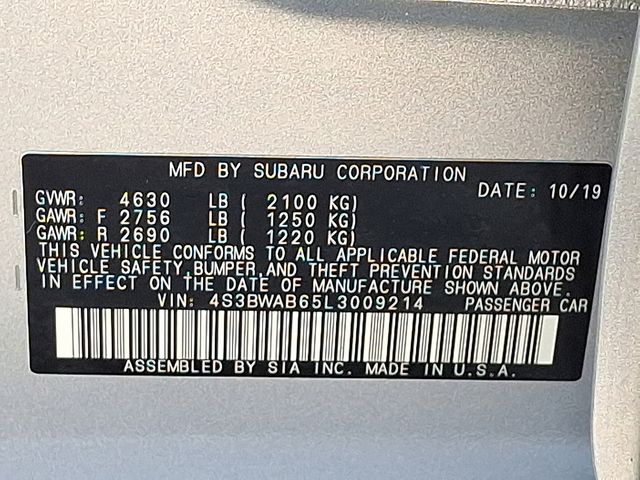 MFD BY SUBARU CORPORATION
DATE: 10/19
GVWR: 4630 LB ( 2100 KG)
GAWR: F 2756 LB ( 1250 KG)
GAWR: R 2690 LB ( 1220 KG)
THIS VEHICLE CONFORMS TO ALL APPLICABLE FEDERAL MOTOR
VEHICLE SAFETY,BUMPER,AND THEFT PREVENTION STANDARDS
IN EFFECT ON THE DATE OF MANUFACTURE SHOWN ABOVE.
VIN: 4S3BWAB65L3009214 PASSENGER CAR
ASSEMBLED BY SIA INC. MADE IN U.S.A.